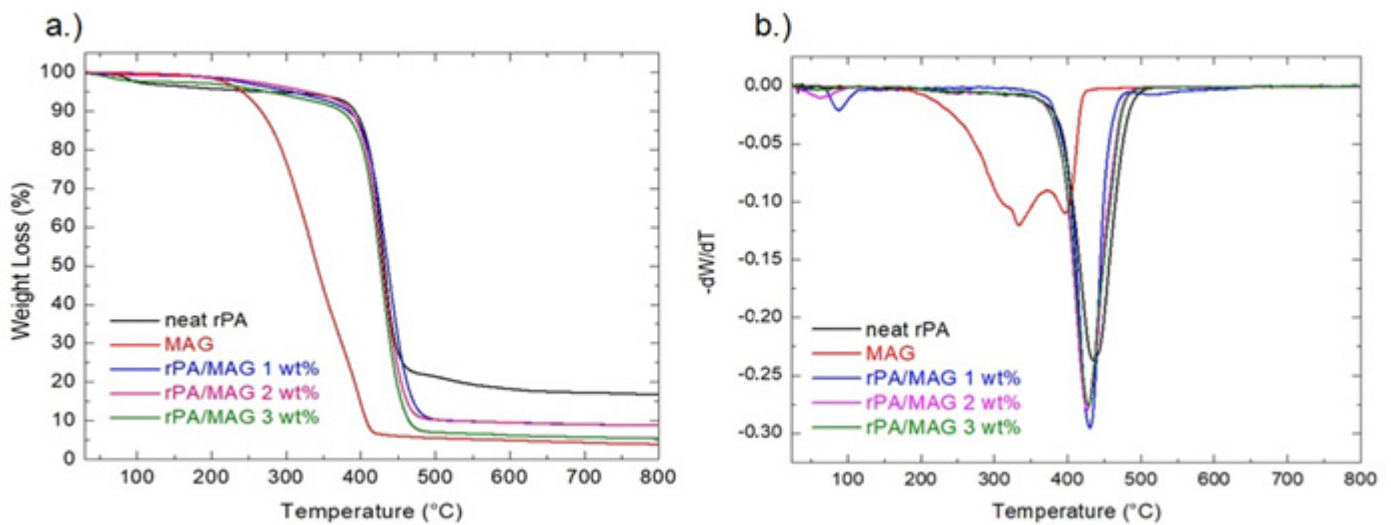 a.)
100
90
80
70
60
50
40
30
20
10
0
Weight Loss (%)
neat rPA
MAG
rPA/MAG 1 wt%
rPA/MAG 2 wt%
rPA/MAG 3 wt%
100 200 300 400 500 600 700 800
Temperature (°C)
b.)
0.00
-0.05
-0.10
-0.15
-0.20
-0.25
-0.30
-dW/dT
neat rPA
MAG
rPA/MAG 1 wt%
rPA/MAG 2 wt%
rPA/MAG 3 wt%
100 200 300 400 500 600 700 800
Temperature (°C)